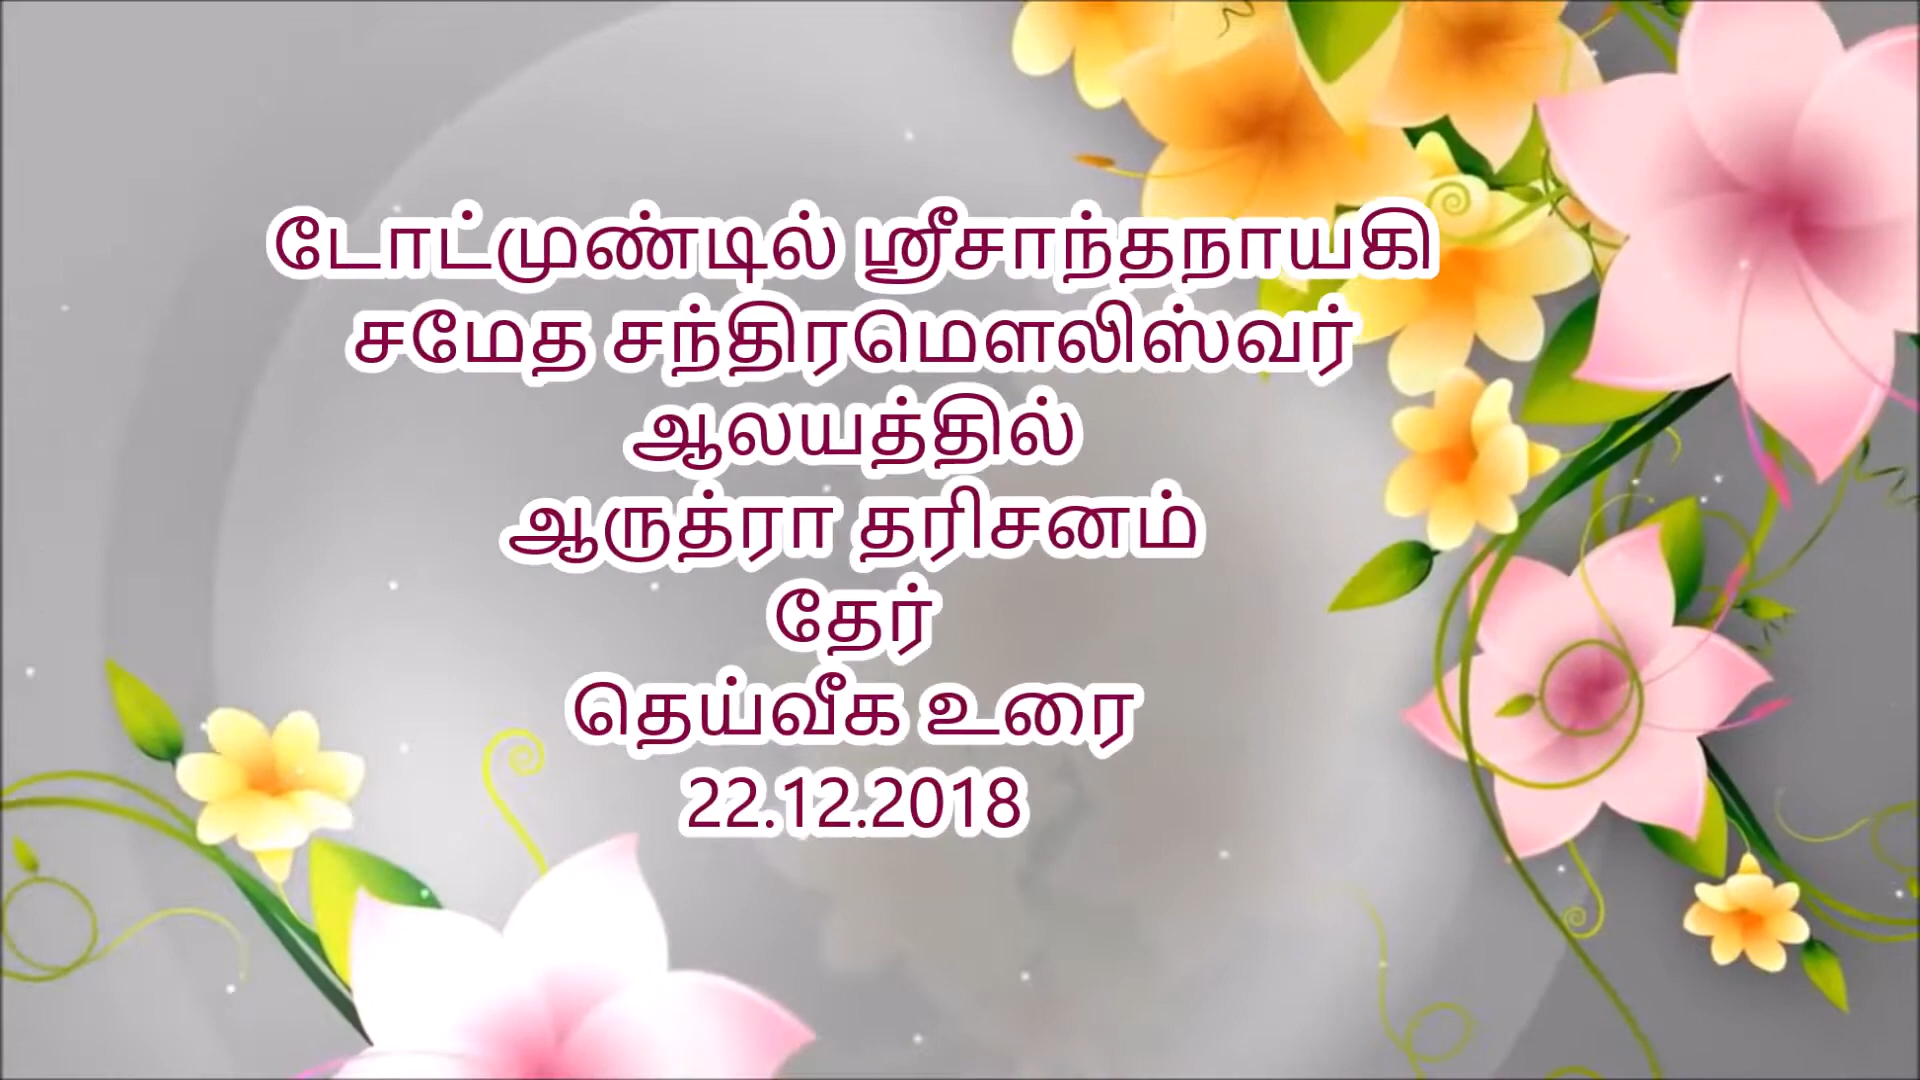 டோட்முண்டில் ஸ்ரீசாந்தநாயகி
சமேத சந்திரமௌலிஸ்வர்
ஆலயத்தில்
ஆருத்ரா தரிசனம்
தேர்
தெய்வீக உரை
22.12.2018